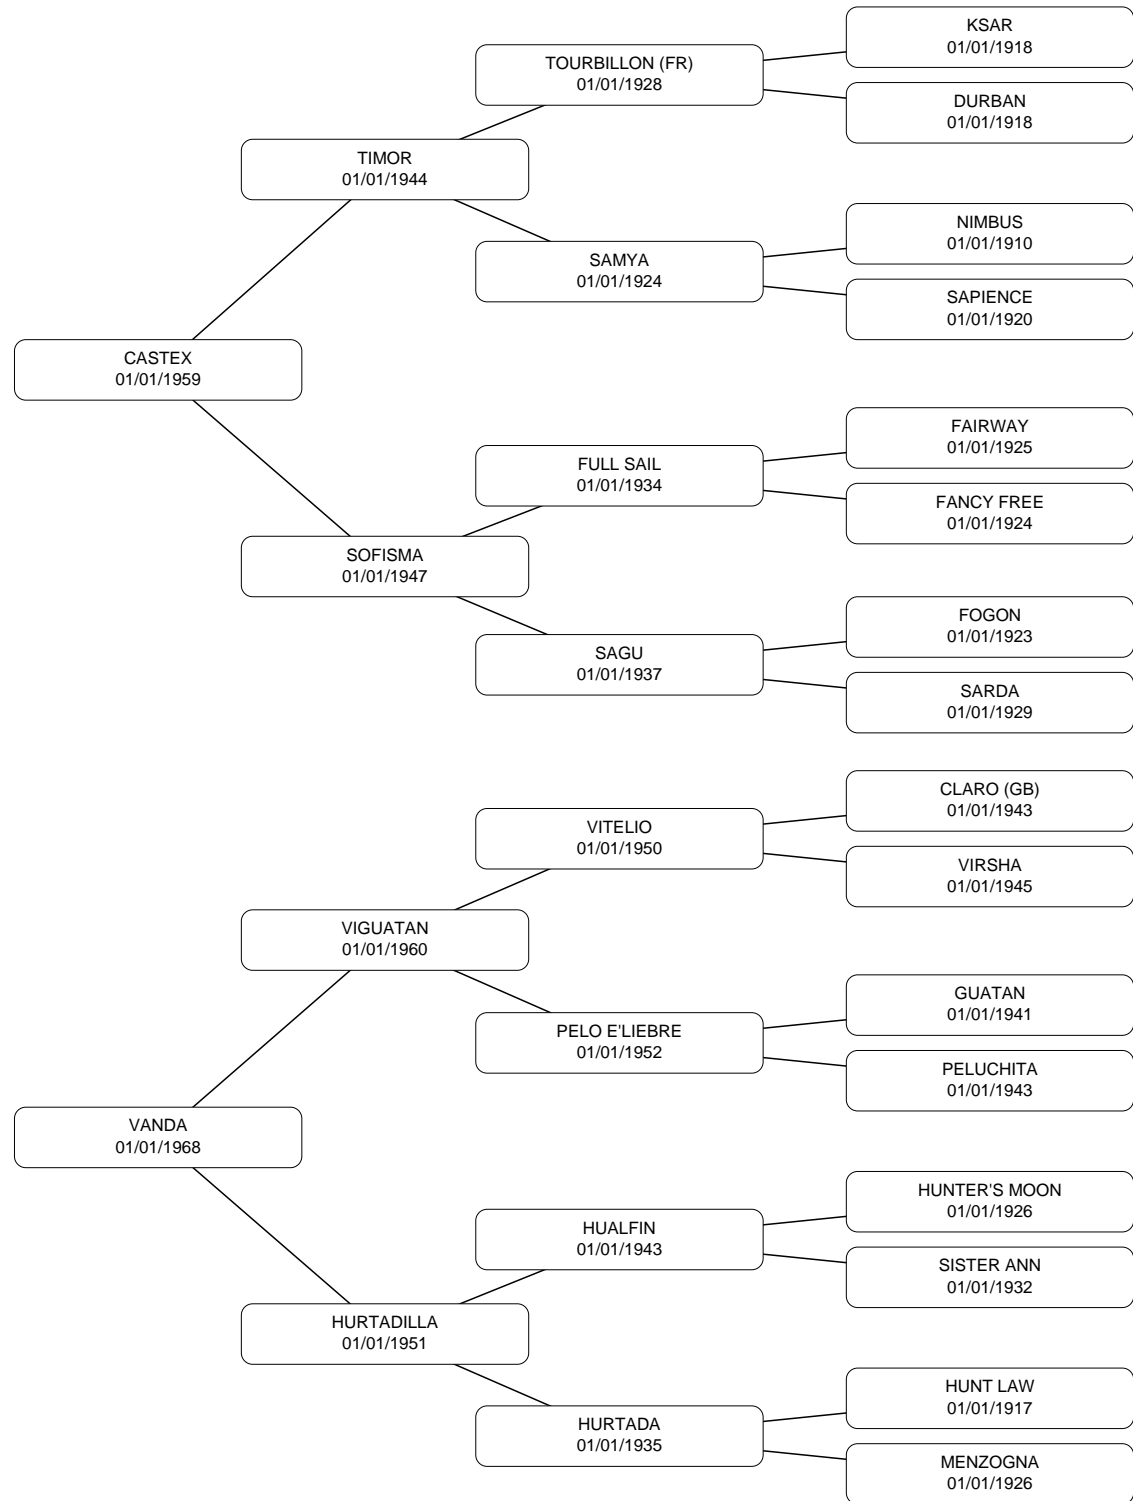 KSAR
01/01/1918
TOURBILLON (FR)
01/01/1928
DURBAN
01/01/1918
TIMOR
01/01/1944
NIMBUS
01/01/1910
SAMYA
01/01/1924
SAPIENCE
01/01/1920
CASTEX
01/01/1959
FAIRWAY
01/01/1925
FULL SAIL
01/01/1934
FANCY FREE
01/01/1924
SOFISMA
01/01/1947
FOGON
01/01/1923
SAGU
01/01/1937
SARDA
01/01/1929
CLARO (GB)
01/01/1943
VITELIO
01/01/1950
VIRSHA
01/01/1945
VIGUATAN
01/01/1960
GUATAN
01/01/1941
PELO E'LIEBRE
01/01/1952
PELUCHITA
01/01/1943
VANDA
01/01/1968
HUNTER'S MOON
01/01/1926
HUALFIN
01/01/1943
SISTER ANN
01/01/1932
HURTADILLA
01/01/1951
HUNT LAW
01/01/1917
HURTADA
01/01/1935
MENZOGNA
01/01/1926